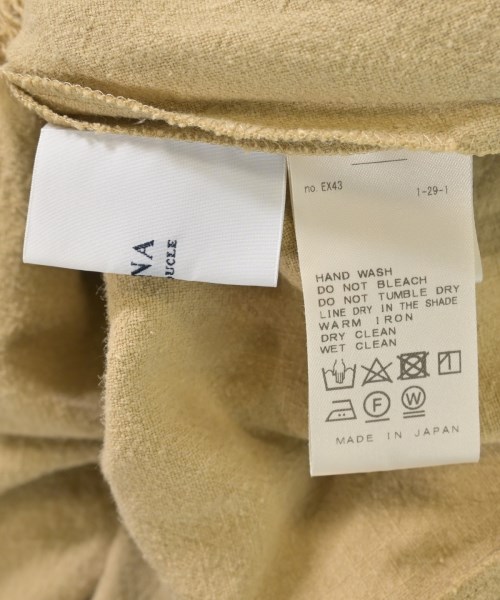 NA
OUCLE
no. EX43 1-29-1
HAND WASH
DO NOT BLEACH
DO NOT TUMBLE DRY
LINE DRY IN THE SHADE
WARM IRON
DRY CLEAN
WET CLEAN
F W
MADE IN JAPAN